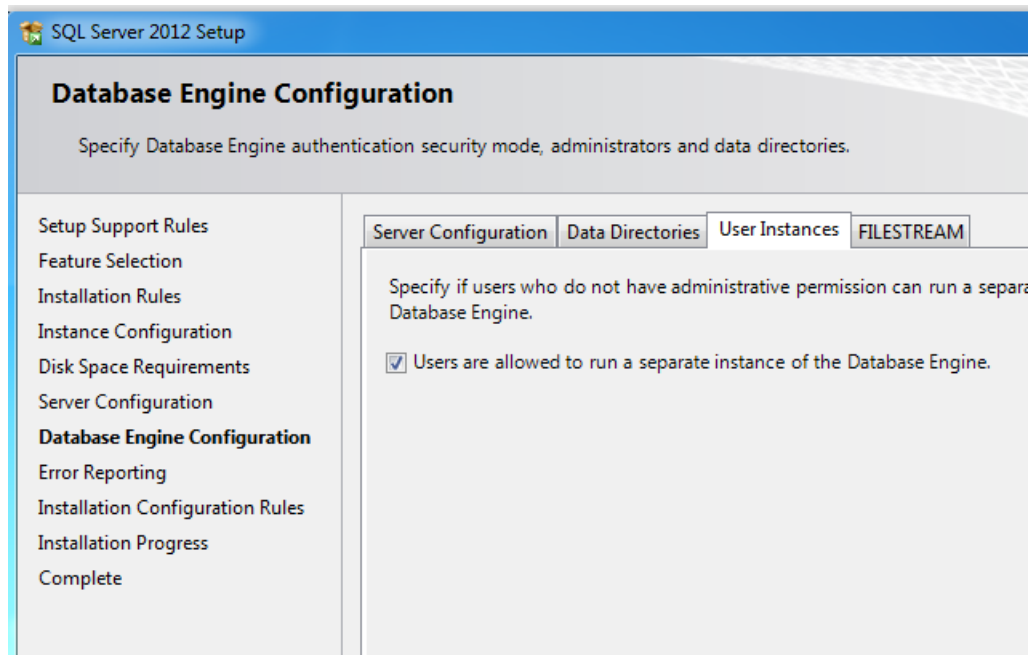 SQL Server 2012 Setup
Database Engine Configuration
Specify Database Engine authentication security mode, administrators and data directories.
Setup Support Rules
Feature Selection
Installation Rules
Instance Configuration
Disk Space Requirements
Server Configuration
Database Engine Configuration
Error Reporting
Installation Configuration Rules
Installation Progress
Complete
Server Configuration Data Directories User Instances FILESTREAM
Specify if users who do not have administrative permission can run a
Database Engine.
Users are allowed to run a separate instance of the Database Engine.